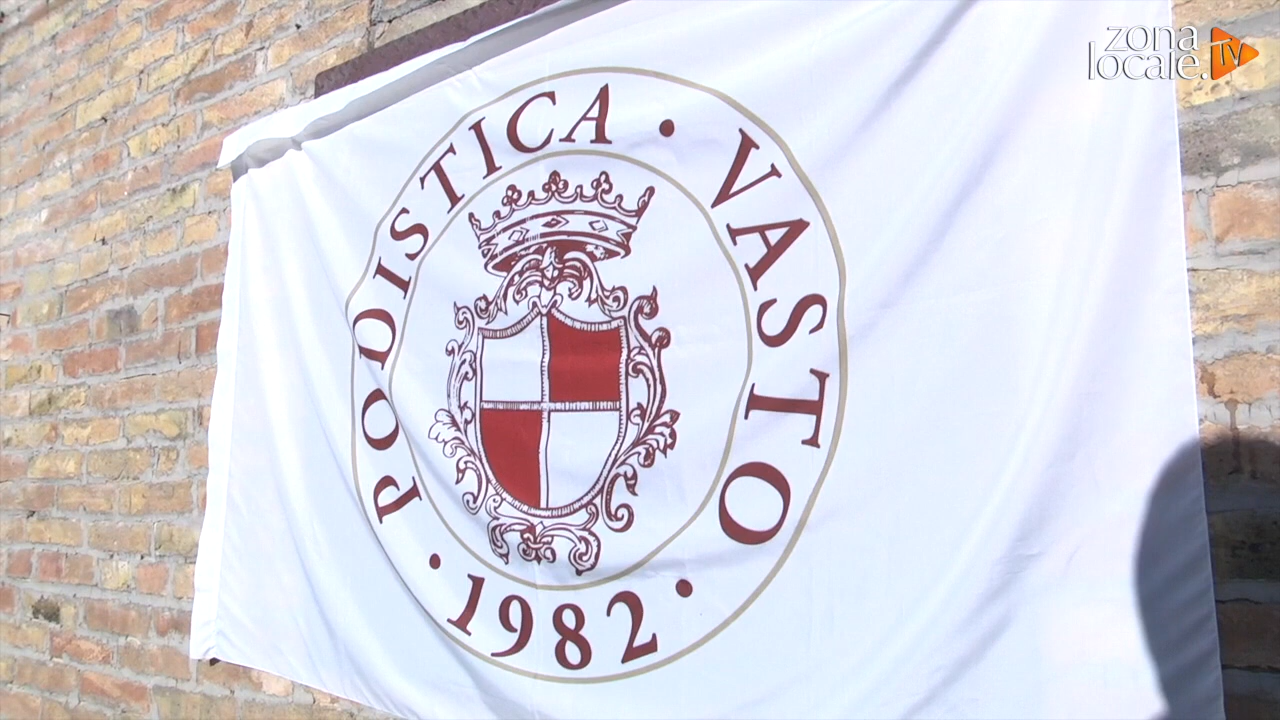 zona
locale.TV
PODISTICA • VASTO
• 1982 •